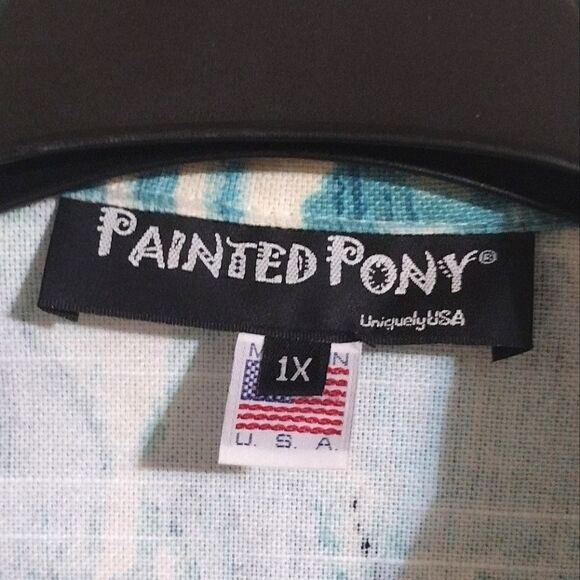 PAINTED PONY®
UniquelyUSA
1X
U. S. A.